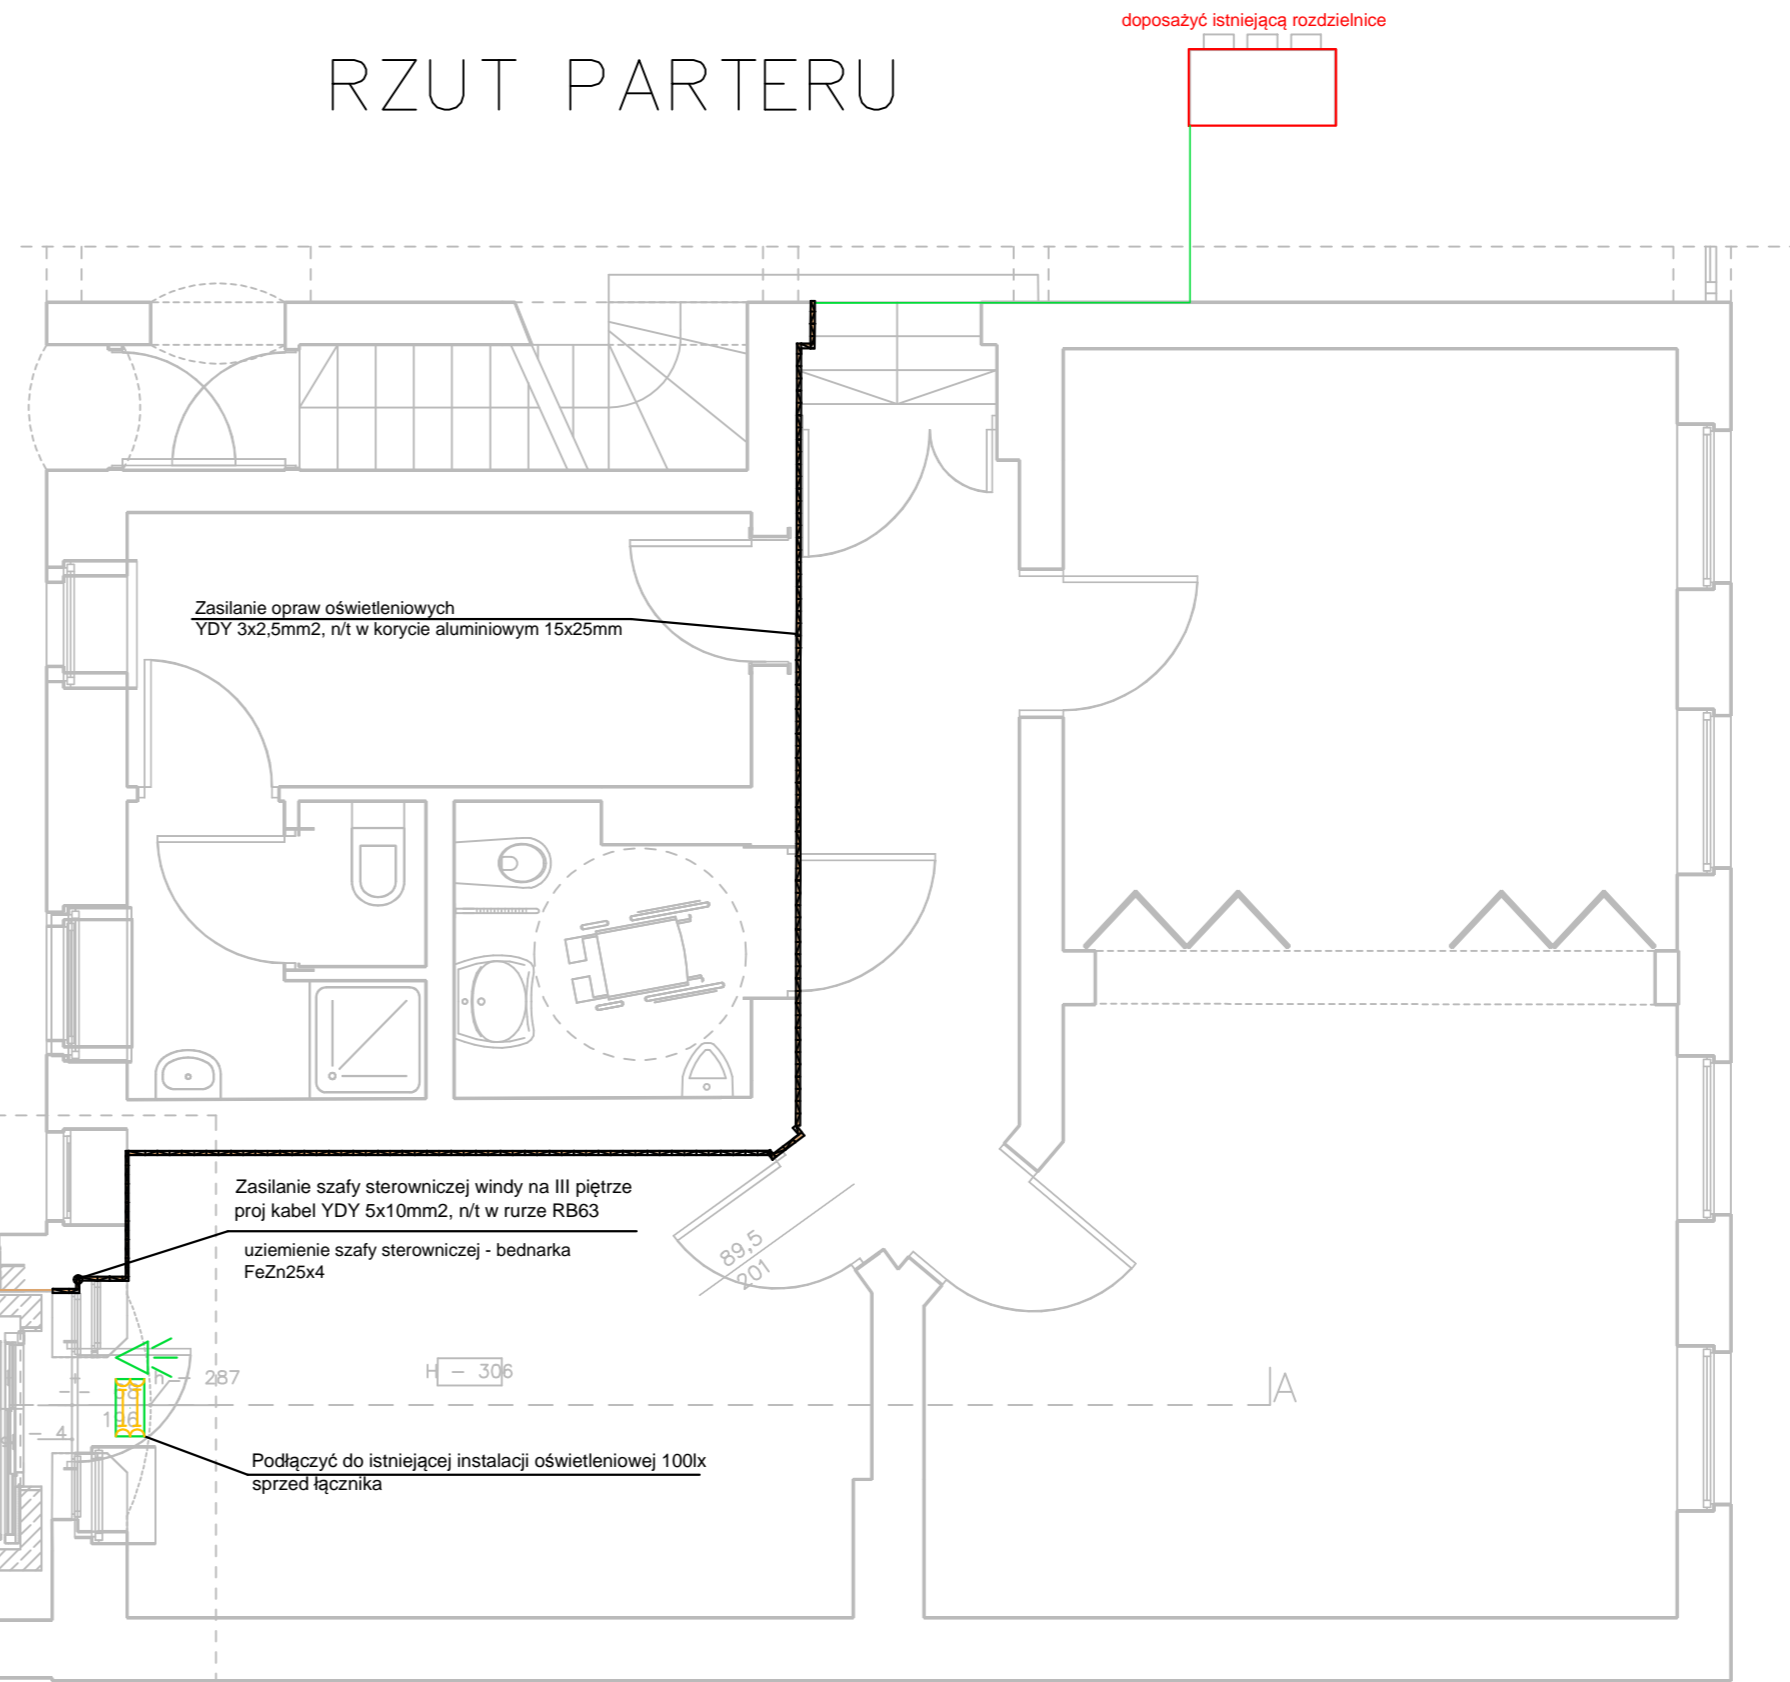 doposażyć istniejącą rozdzielnice
RZUT PARTERU
Zasilanie opraw oświetleniowych
YDY 3x2,5mm2, n/t w korycie aluminiowym 15x25mm
Zasilanie szafy sterowniczej windy na III piętrze
proj kabel YDY 5x10mm2, n/t w rurze RB63
uziemienie szafy sterowniczej - bednarka
FeZn25x4
89,5
201
H - 306
h - 287
A
196
- 4
Podłączyć do istniejącej instalacji oświetleniowej 100lx
sprzed łącznika